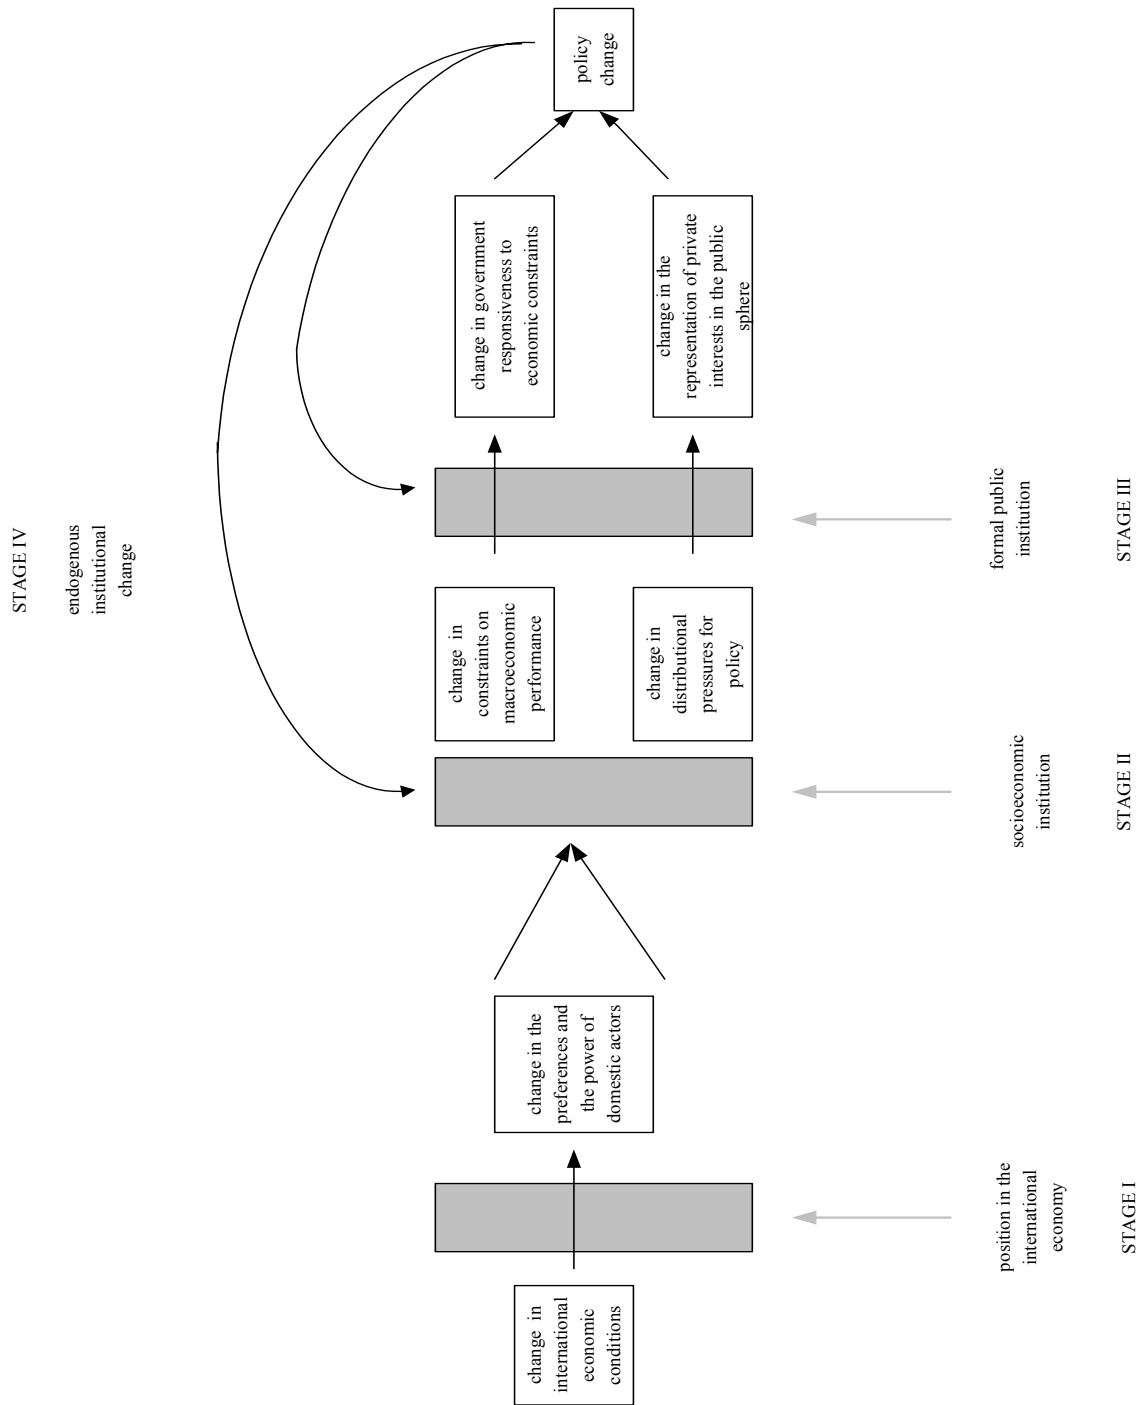 STAGE IV
endogenous
institutional
change
change in
international
economic
conditions
change in the
preferences and
the power of
domestic actors
change in
constraints on
macroeconomic
performance
change in
distributional
pressures for
policy
change in government
responsiveness to
economic constraints
change in the
representation of private
interests in the public
sphere
policy
change
position in the
international
economy
STAGE I
socioeconomic
institution
STAGE II
formal public
institution
STAGE III